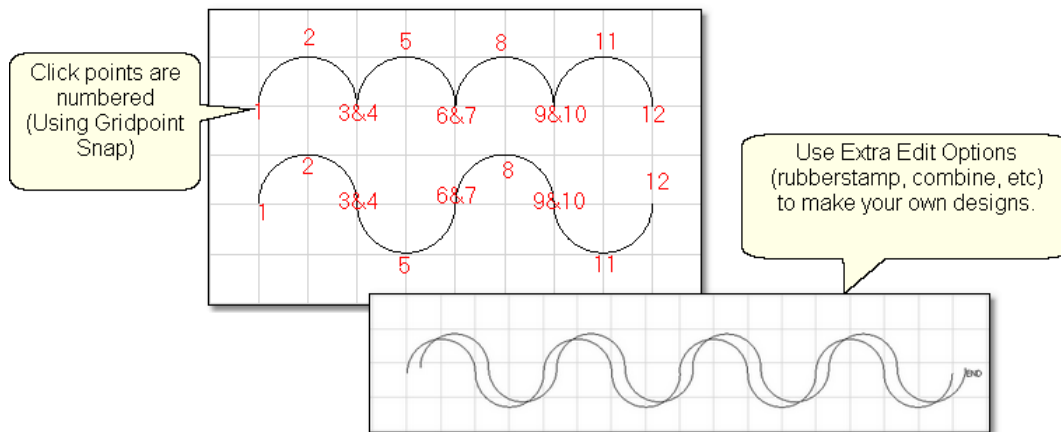 Click points are
numbered
(Using Gridpoint
Snap)
2 5 8 11
1 3&4 6&7 9&10 12
2 8 12
1 3&4 6&7 9&10
5 11
Use Extra Edit Options
(rubberstamp, combine, etc)
to make your own designs.
END